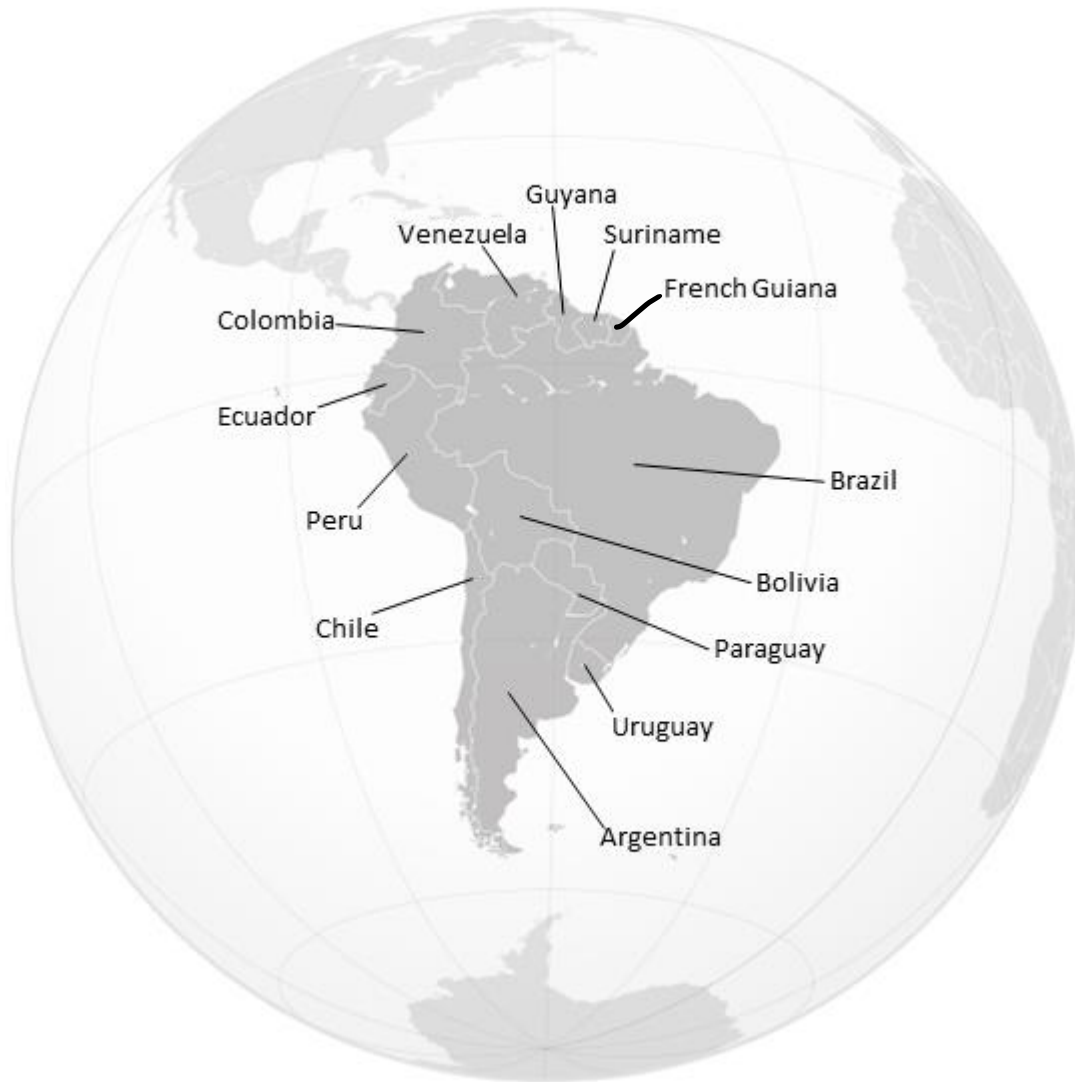 Guyana
Venezuela
Suriname
French Guiana
Colombia
Ecuador
Brazil
Peru
Bolivia
Chile
Paraguay
Uruguay
Argentina